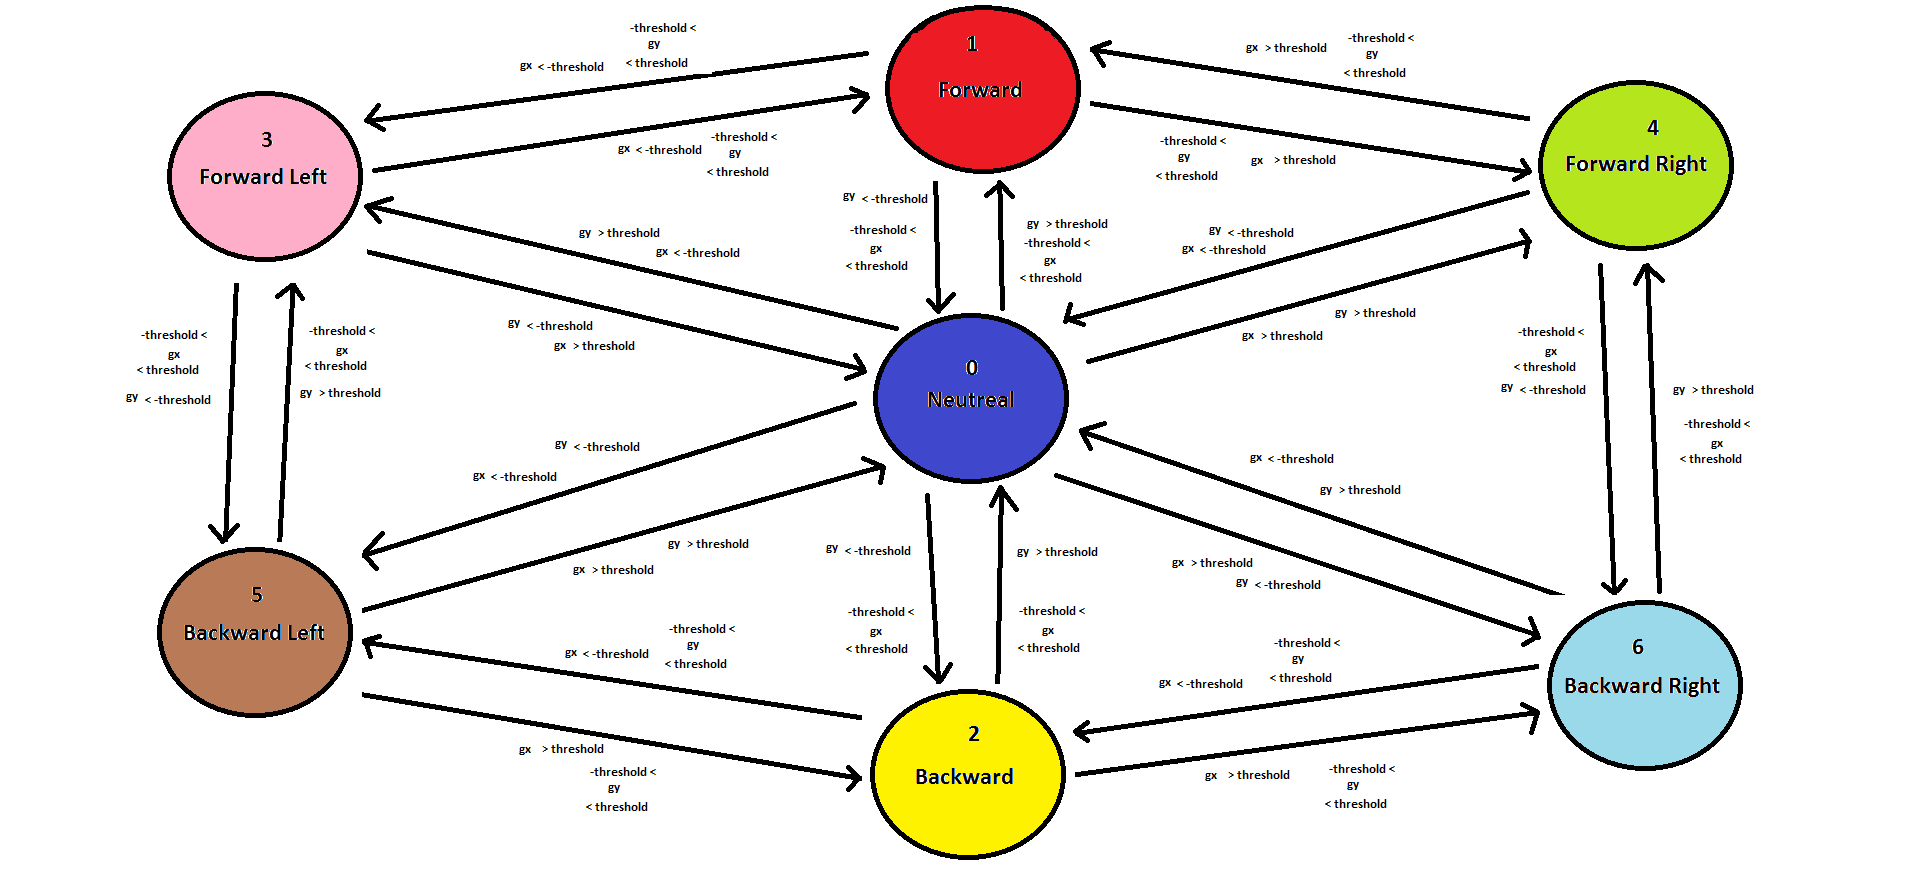 1
Forward
3
Forward Left
4
Forward Right
0
Neutreal
5
Backward Left
6
Backward Right
2
Backward
gx < -threshold
-threshold <
gy
< threshold
gx < -threshold
-threshold <
gy
< threshold
gx > threshold
-threshold <
gy
< threshold
-threshold <
gy
< threshold
gx > threshold
gy < -threshold
-threshold <
gx
< threshold
gy > threshold
-threshold <
gx
< threshold
gy > threshold
gx < -threshold
gy < -threshold
gx > threshold
gy < -threshold
gx < -threshold
gy > threshold
gx > threshold
-threshold <
gx
< threshold
gy < -threshold
-threshold <
gx
< threshold
gy > threshold
-threshold <
gx
< threshold
gy < -threshold
gy > threshold
-threshold <
gx
< threshold
gy < -threshold
gx < -threshold
gy > threshold
gx > threshold
gx < -threshold
gy > threshold
gx > threshold
gy < -threshold
gy < -threshold
-threshold <
gx
< threshold
gy > threshold
-threshold <
gx
< threshold
gx < -threshold
-threshold <
gy
< threshold
gx > threshold
-threshold <
gy
< threshold
gx < -threshold
-threshold <
gy
< threshold
gx > threshold
-threshold <
gy
< threshold